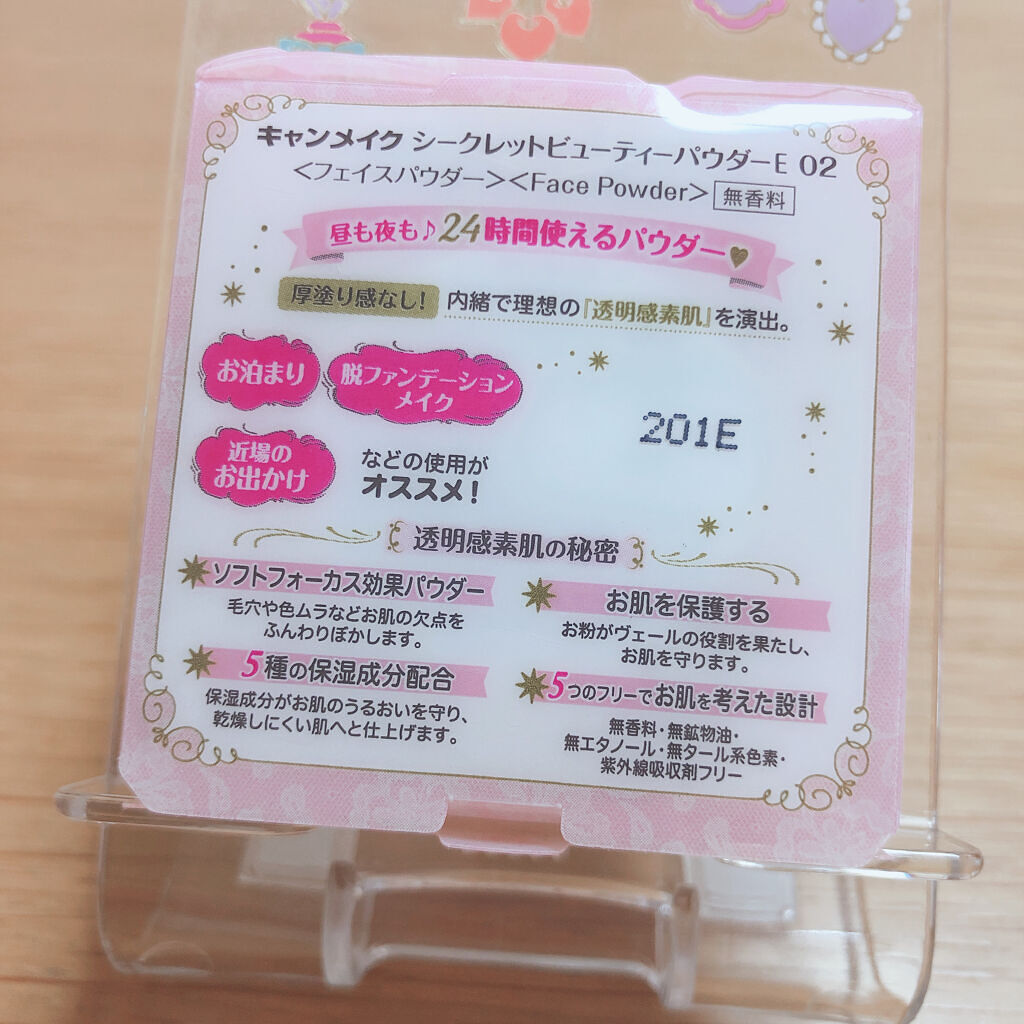 キャンメイク シークレットビューティーパウダーE 02
<フェイスパウダー><Face Powder> 無香料
昼も夜も♪24時間使えるパウダー♥
厚塗り感なし! 内緒で理想の『透明感素肌』を演出。
お泊まり
脱ファンデーション
メイク
近場の
お出かけ
などの使用が
オススメ!
201E
透明感素肌の秘密
ソフトフォーカス効果パウダー
毛穴や色ムラなどお肌の欠点を
ふんわりぼかします。
お肌を保護する
お粉がヴェールの役割を果たし、
お肌を守ります。
5種の保湿成分配合
保湿成分がお肌のうるおいを守り、
乾燥しにくい肌へと仕上げます。
5つのフリーでお肌を考えた設計
無香料・無鉱物油・
無エタノール・無タール系色素・
紫外線吸収剤フリー